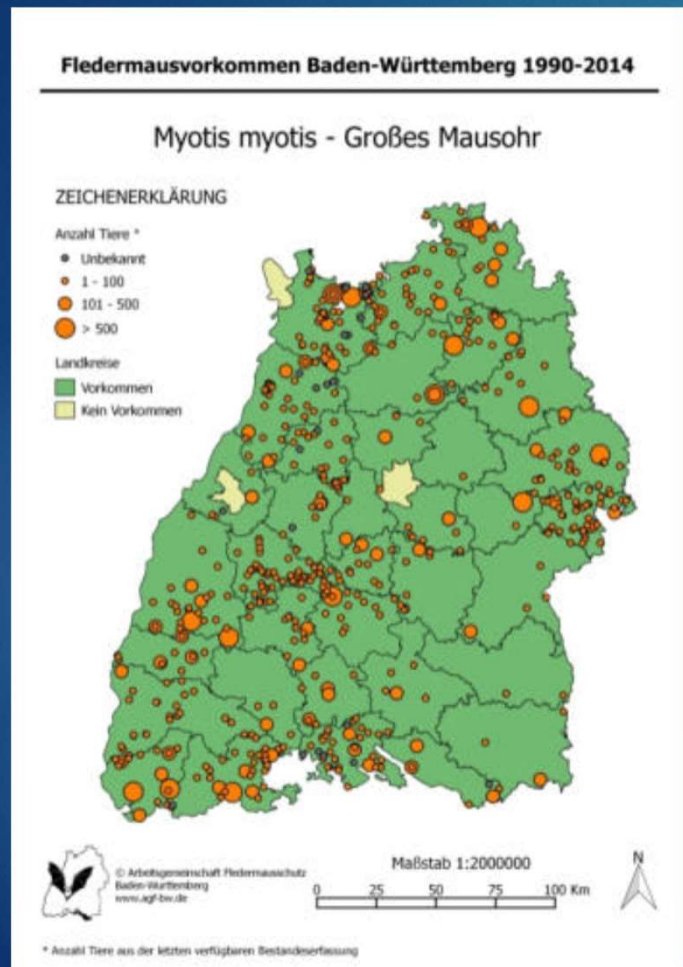 Fledermausvorkommen Baden-Württemberg 1990-2014
Myotis myotis - Großes Mausohr
ZEICHENERKLÄRUNG
Anzahl Tiere *
Unbekannt
1 - 100
101 - 500
> 500
Landkreise
Vorkommen
Kein Vorkommen
© Arbeitsgemeinschaft Fledermausschutz
Baden-Württemberg
www.agf-bw.de
Maßstab 1:2000000
0 25 50 75 100 Km
N
* Anzahl Tiere aus der letzten verfügbaren Bestandeserfassung